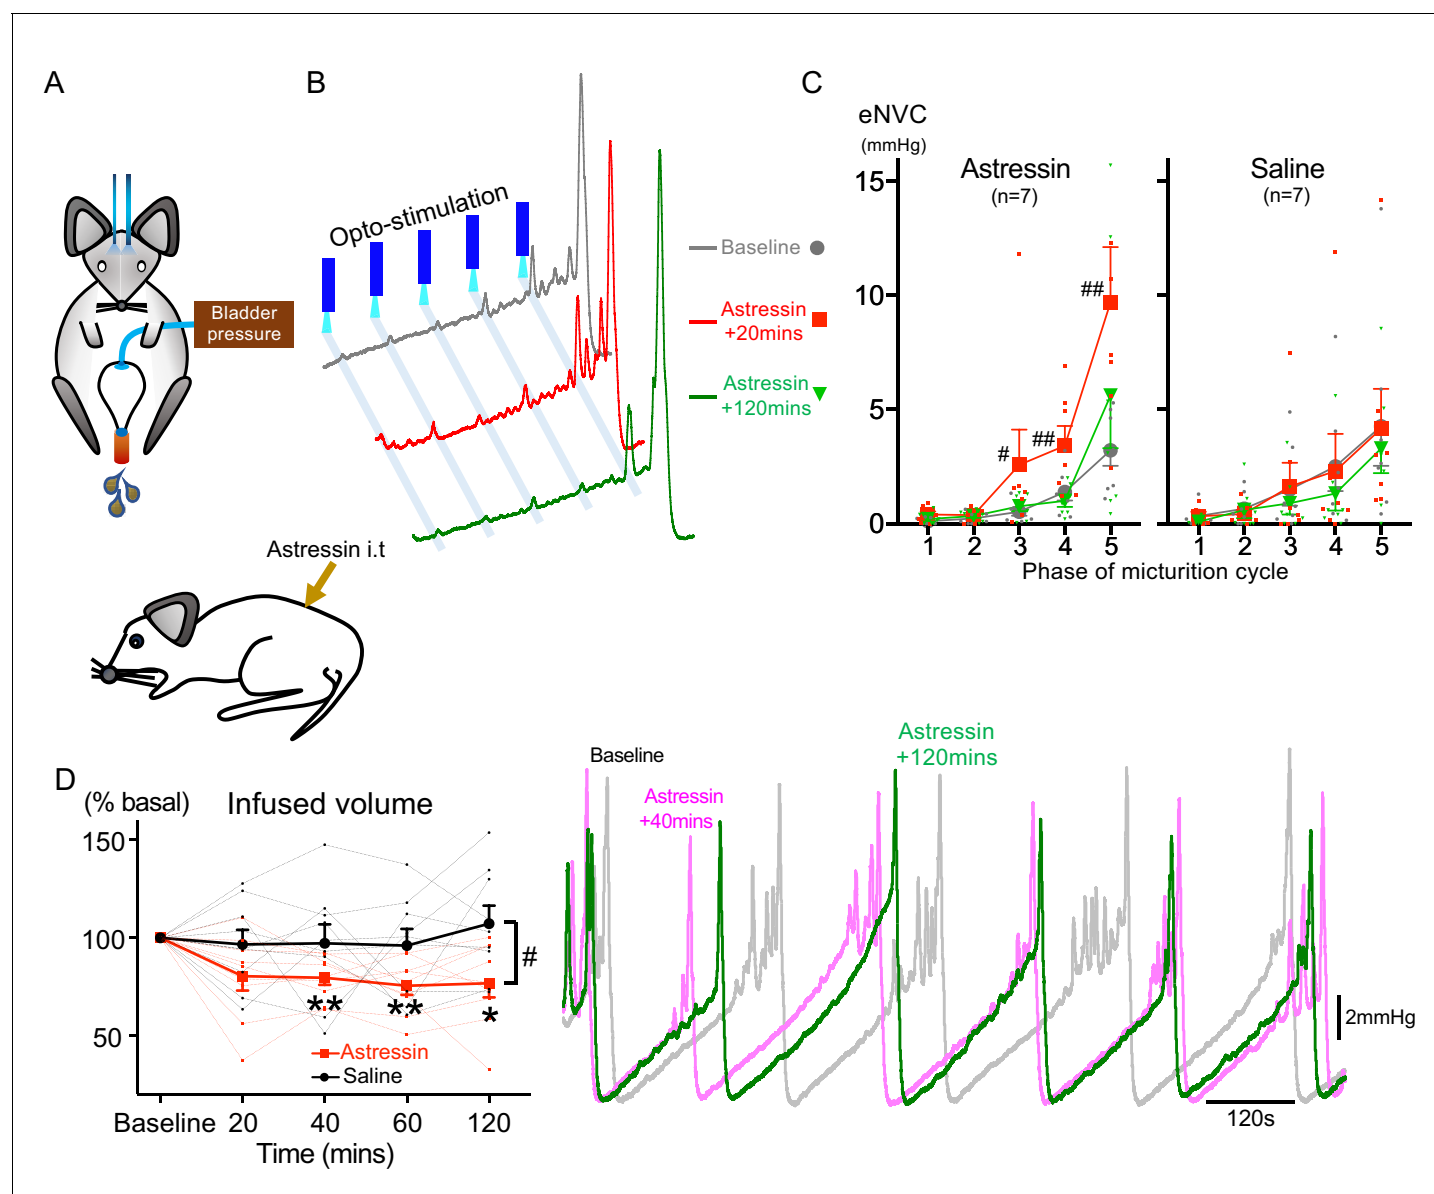 A
B
C
Opto-stimulation
Bladder
pressure
Baseline
Astressin
+20mins
Astressin
+120mins
eNVC
(mmHg)
Astressin
(n=7)
Saline
(n=7)
15
10
5
0
#
##
##
1 2 3 4 5
1 2 3 4 5
Phase of micturition cycle
Astressin i.t
D
(% basal)
Infused volume
150
100
50
#
** ** *
Astressin
Saline
Baseline 20 40 60 120
Time (mins)
Baseline
Astressin
+40mins
Astressin
+120mins
2mmHg
120s